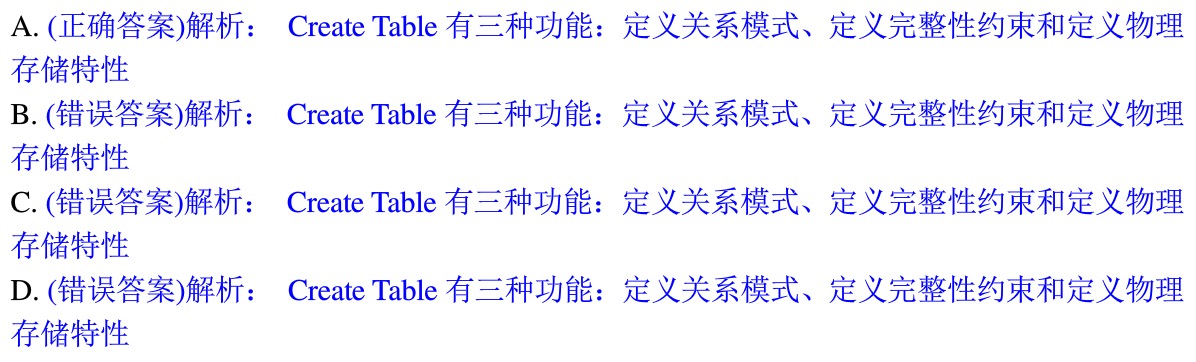 A. (正确答案)解析： Create Table 有三种功能：定义关系模式、定义完整性约束和定义物理
存储特性
B. (错误答案)解析： Create Table 有三种功能：定义关系模式、定义完整性约束和定义物理
存储特性
C. (错误答案)解析： Create Table 有三种功能：定义关系模式、定义完整性约束和定义物理
存储特性
D. (错误答案)解析： Create Table 有三种功能：定义关系模式、定义完整性约束和定义物理
存储特性